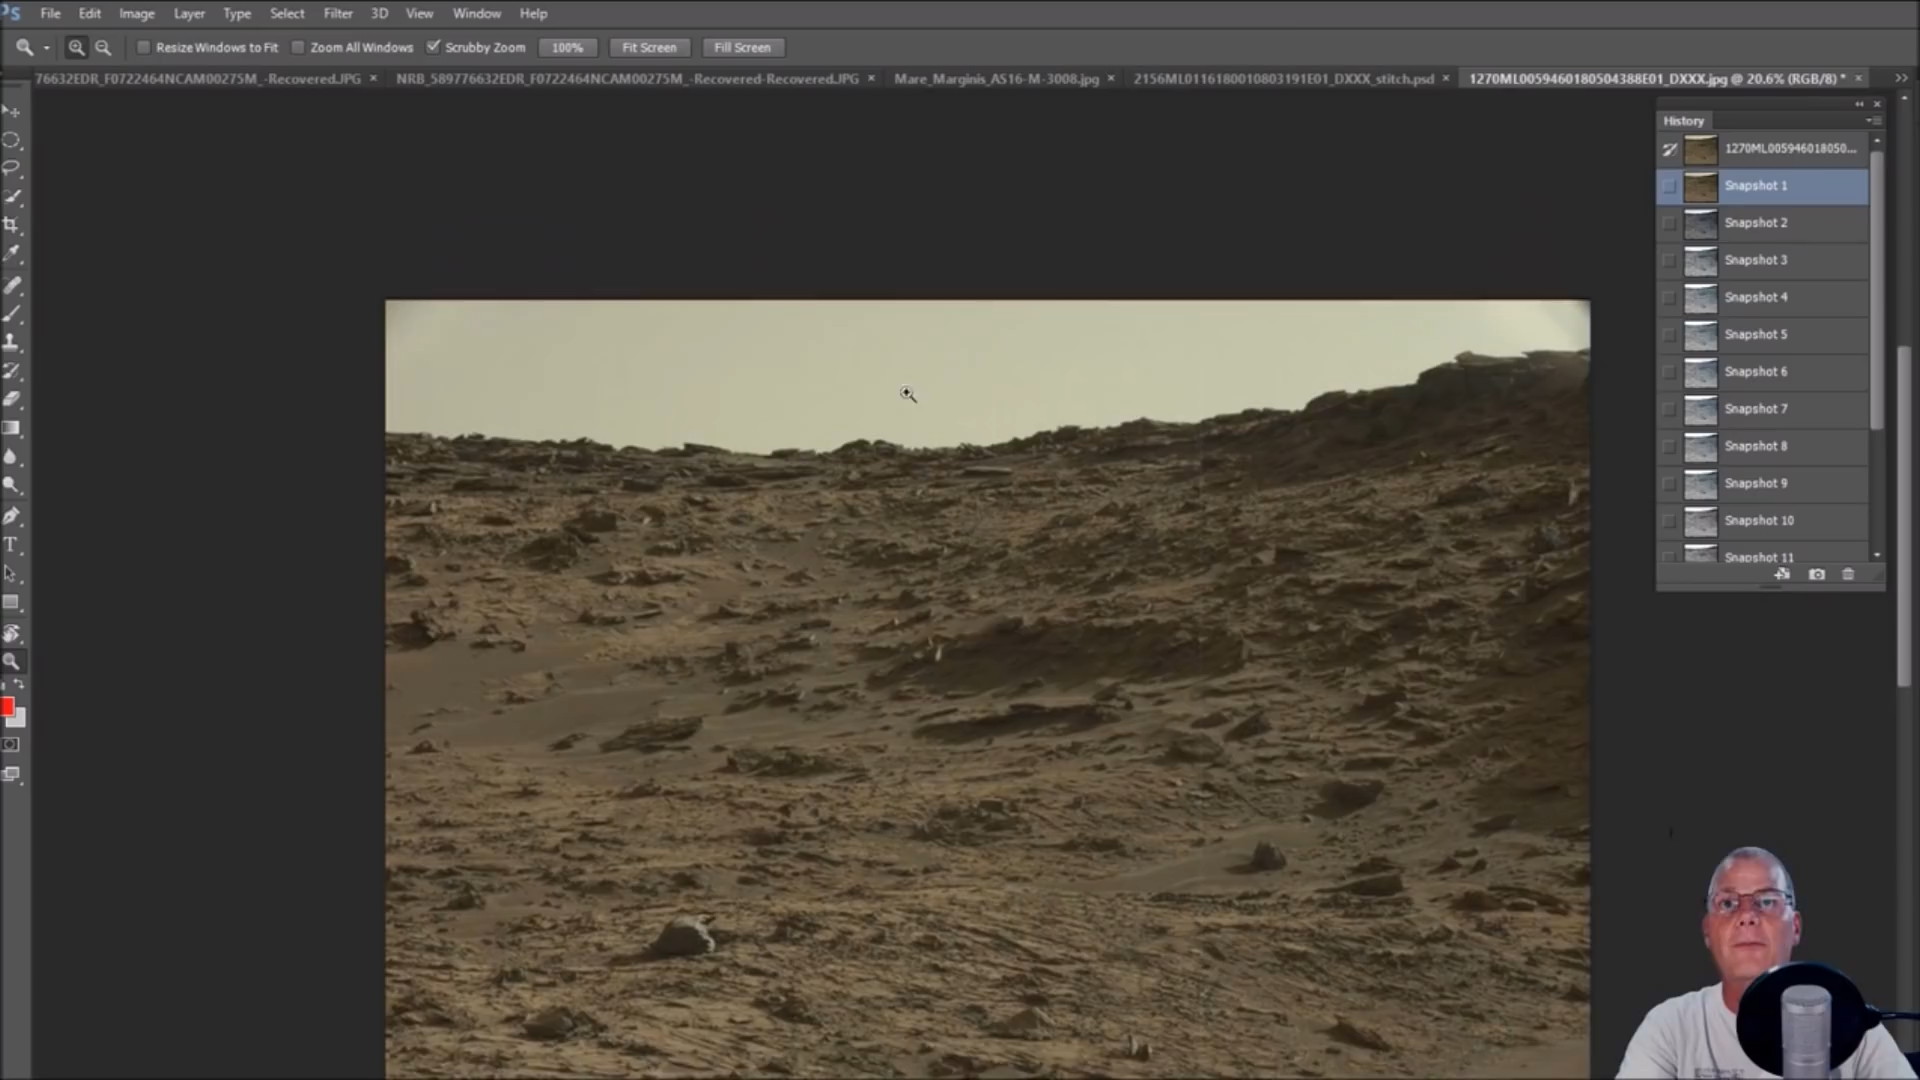 Ps File Edit Image Layer Type Select Filter 3D View Window Help
Resize Windows to Fit Zoom All Windows Scrubby Zoom 100% Fit Screen Fill Screen
76632EDR_F0722464NCAM00275M_-Recovered.JPG × NRB_589776632EDR_F0722464NCAM00275M_-Recovered-Recovered.JPG × Mare_Marginis_AS16-M-3008.jpg × 2156ML0116180010803191E01_DXXX_stitch.psd × 1270ML0059460180504388E01_DXXX.jpg @ 20.6% (RGB/8) * ×
History
1270ML005946018050...
Snapshot 1
Snapshot 2
Snapshot 3
Snapshot 4
Snapshot 5
Snapshot 6
Snapshot 7
Snapshot 8
Snapshot 9
Snapshot 10
Snapshot 11
T